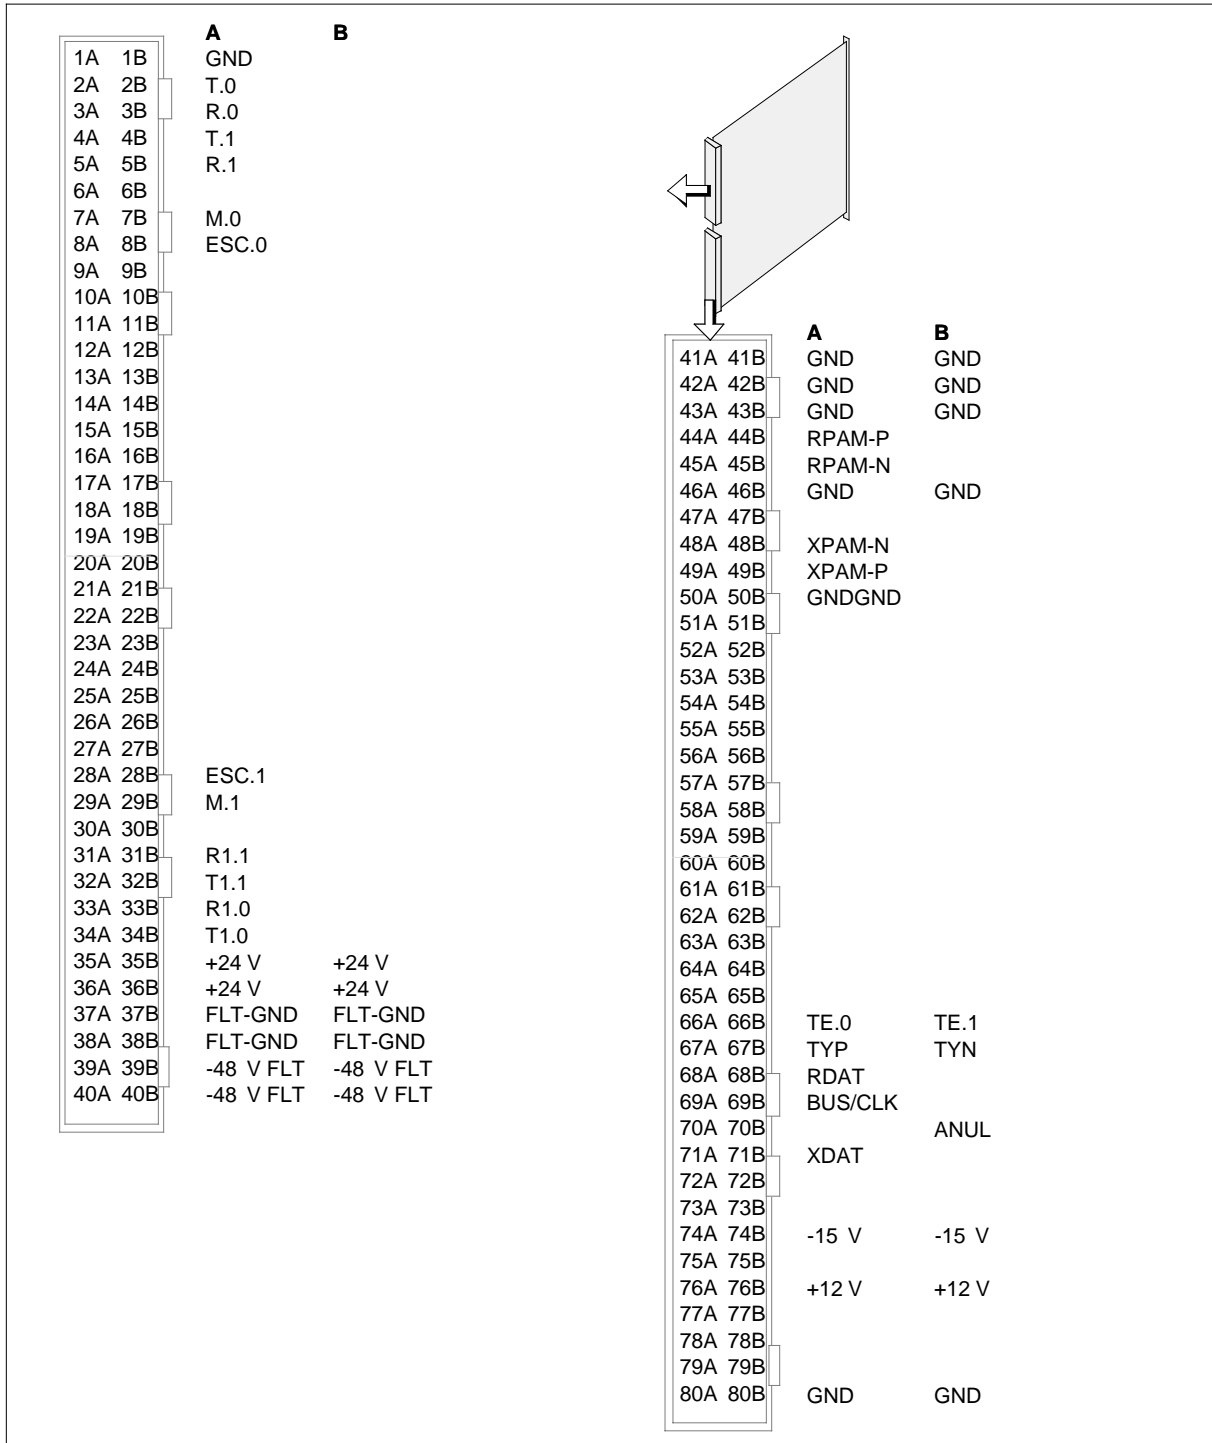 A B
1A 1B GND
2A 2B T.0
3A 3B R.0
4A 4B T.1
5A 5B R.1
6A 6B
7A 7B M.0
8A 8B ESC.0
9A 9B
10A 10B
11A 11B
12A 12B
13A 13B
14A 14B
15A 15B
16A 16B
17A 17B
18A 18B
19A 19B
20A 20B
21A 21B
22A 22B
23A 23B
24A 24B
25A 25B
26A 26B
27A 27B
28A 28B ESC.1
29A 29B M.1
30A 30B
31A 31B R1.1
32A 32B T1.1
33A 33B R1.0
34A 34B T1.0
35A 35B +24 V +24 V
36A 36B +24 V +24 V
37A 37B FLT-GND FLT-GND
38A 38B FLT-GND FLT-GND
39A 39B -48 V FLT -48 V FLT
40A 40B -48 V FLT -48 V FLT
A B
41A 41B GND GND
42A 42B GND GND
43A 43B GND GND
44A 44B RPAM-P
45A 45B RPAM-N
46A 46B GND GND
47A 47B
48A 48B XPAM-N
49A 49B XPAM-P
50A 50B GNDGND
51A 51B
52A 52B
53A 53B
54A 54B
55A 55B
56A 56B
57A 57B
58A 58B
59A 59B
60A 60B
61A 61B
62A 62B
63A 63B
64A 64B
65A 65B
66A 66B TE.0 TE.1
67A 67B TYP TYN
68A 68B RDAT
69A 69B BUS/CLK
70A 70B ANUL
71A 71B XDAT
72A 72B
73A 73B
74A 74B -15 V -15 V
75A 75B
76A 76B +12 V +12 V
77A 77B
78A 78B
79A 79B
80A 80B GND GND